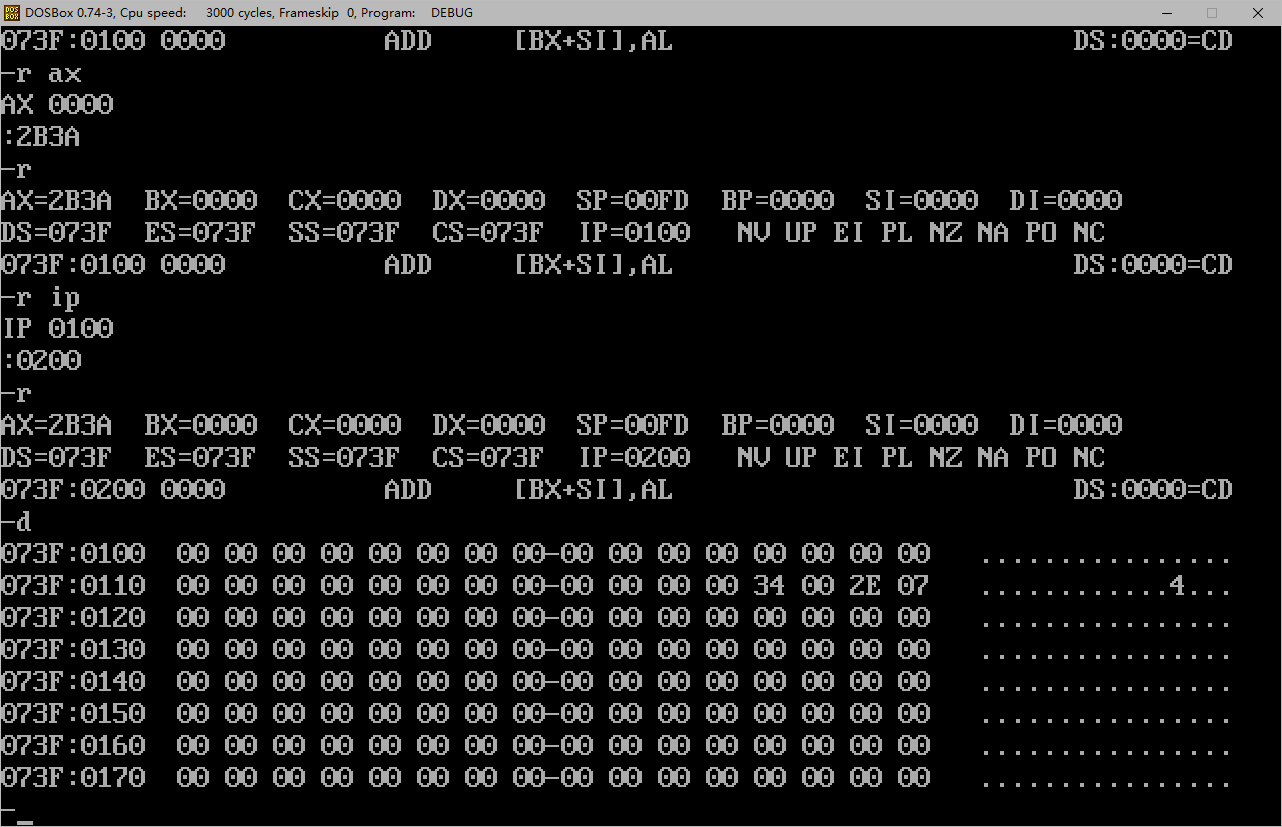 DOSBox 0.74-3, Cpu speed: 3000 cycles, Frameskip 0, Program: DEBUG
073F:0100 0000 ADD [BX+SI],AL DS:0000=CD
-r ax
AX 0000
:2B3A
-r
AX=2B3A BX=0000 CX=0000 DX=0000 SP=00FD BP=0000 SI=0000 DI=0000
DS=073F ES=073F SS=073F CS=073F IP=0100 NV UP EI PL NZ NA PO NC
073F:0100 0000 ADD [BX+SI],AL DS:0000=CD
-r ip
IP 0100
:0200
-r
AX=2B3A BX=0000 CX=0000 DX=0000 SP=00FD BP=0000 SI=0000 DI=0000
DS=073F ES=073F SS=073F CS=073F IP=0200 NV UP EI PL NZ NA PO NC
073F:0200 0000 ADD [BX+SI],AL DS:0000=CD
-d
073F:0100 00 00 00 00 00 00 00 00-00 00 00 00 00 00 00 00 ................
073F:0110 00 00 00 00 00 00 00 00-00 00 00 00 34 00 2E 07 ............4...
073F:0120 00 00 00 00 00 00 00 00-00 00 00 00 00 00 00 00 ................
073F:0130 00 00 00 00 00 00 00 00-00 00 00 00 00 00 00 00 ................
073F:0140 00 00 00 00 00 00 00 00-00 00 00 00 00 00 00 00 ................
073F:0150 00 00 00 00 00 00 00 00-00 00 00 00 00 00 00 00 ................
073F:0160 00 00 00 00 00 00 00 00-00 00 00 00 00 00 00 00 ................
073F:0170 00 00 00 00 00 00 00 00-00 00 00 00 00 00 00 00 ................
-_